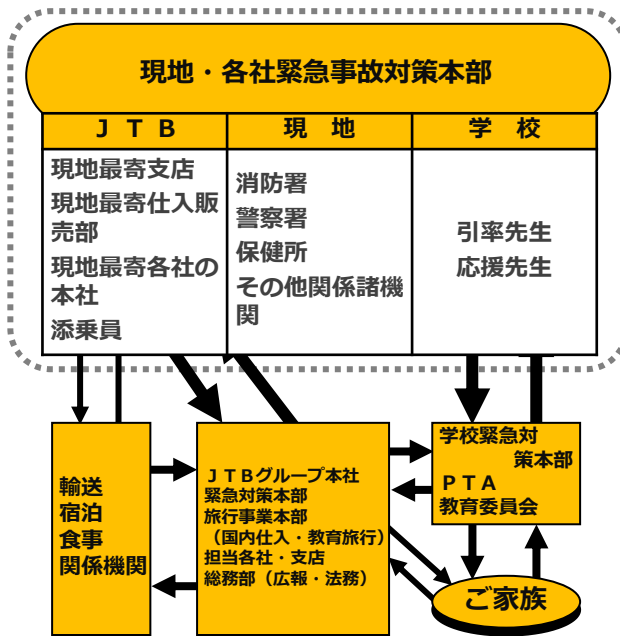 現地・各社緊急事故対策本部
ＪＴＢ
現地
学校
現地最寄支店
現地最寄仕入販
売部
現地最寄各社の
本社
添乗員
消防署
警察署
保健所
その他関係諸機
関
引率先生
応援先生
輸送
宿泊
食事
関係機関
ＪＴＢグループ本社
緊急対策本部
旅行事業本部
（国内仕入・教育旅行）
担当各社・支店
総務部（広報・法務）
学校緊急対
策本部
ＰＴＡ
教育委員会
ご家族